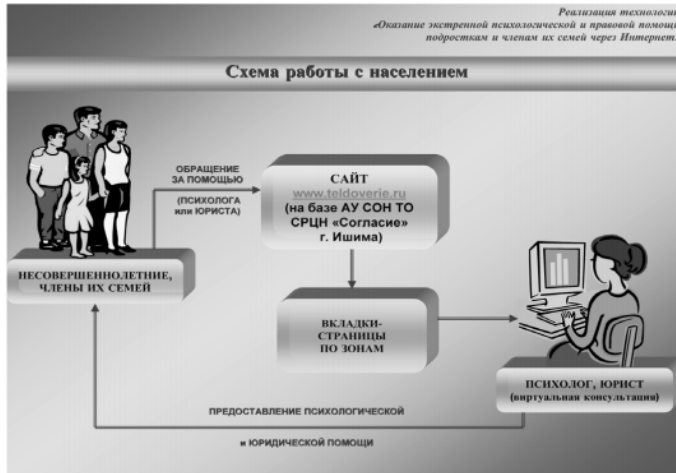 Реализация технологии
«Оказание экстренной психологической и правовой помощи
подросткам и членам их семей через Интернет»
Схема работы с населением
ОБРАЩЕНИЕ
ЗА ПОМОЩЬЮ
(ПСИХОЛОГА
или ЮРИСТА)
САЙТ
www.teldoverie.ru
(на базе АУ СОН ТО
СРЦН «Согласие»
г. Ишима)
НЕСОВЕРШЕННОЛЕТНИЕ,
ЧЛЕНЫ ИХ СЕМЕЙ
ВКЛАДКИ-
СТРАНИЦЫ
ПО ЗОНАМ
ПСИХОЛОГ, ЮРИСТ
(виртуальная консультация)
ПРЕДОСТАВЛЕНИЕ ПСИХОЛОГИЧЕСКОЙ
и ЮРИДИЧЕСКОЙ ПОМОЩИ